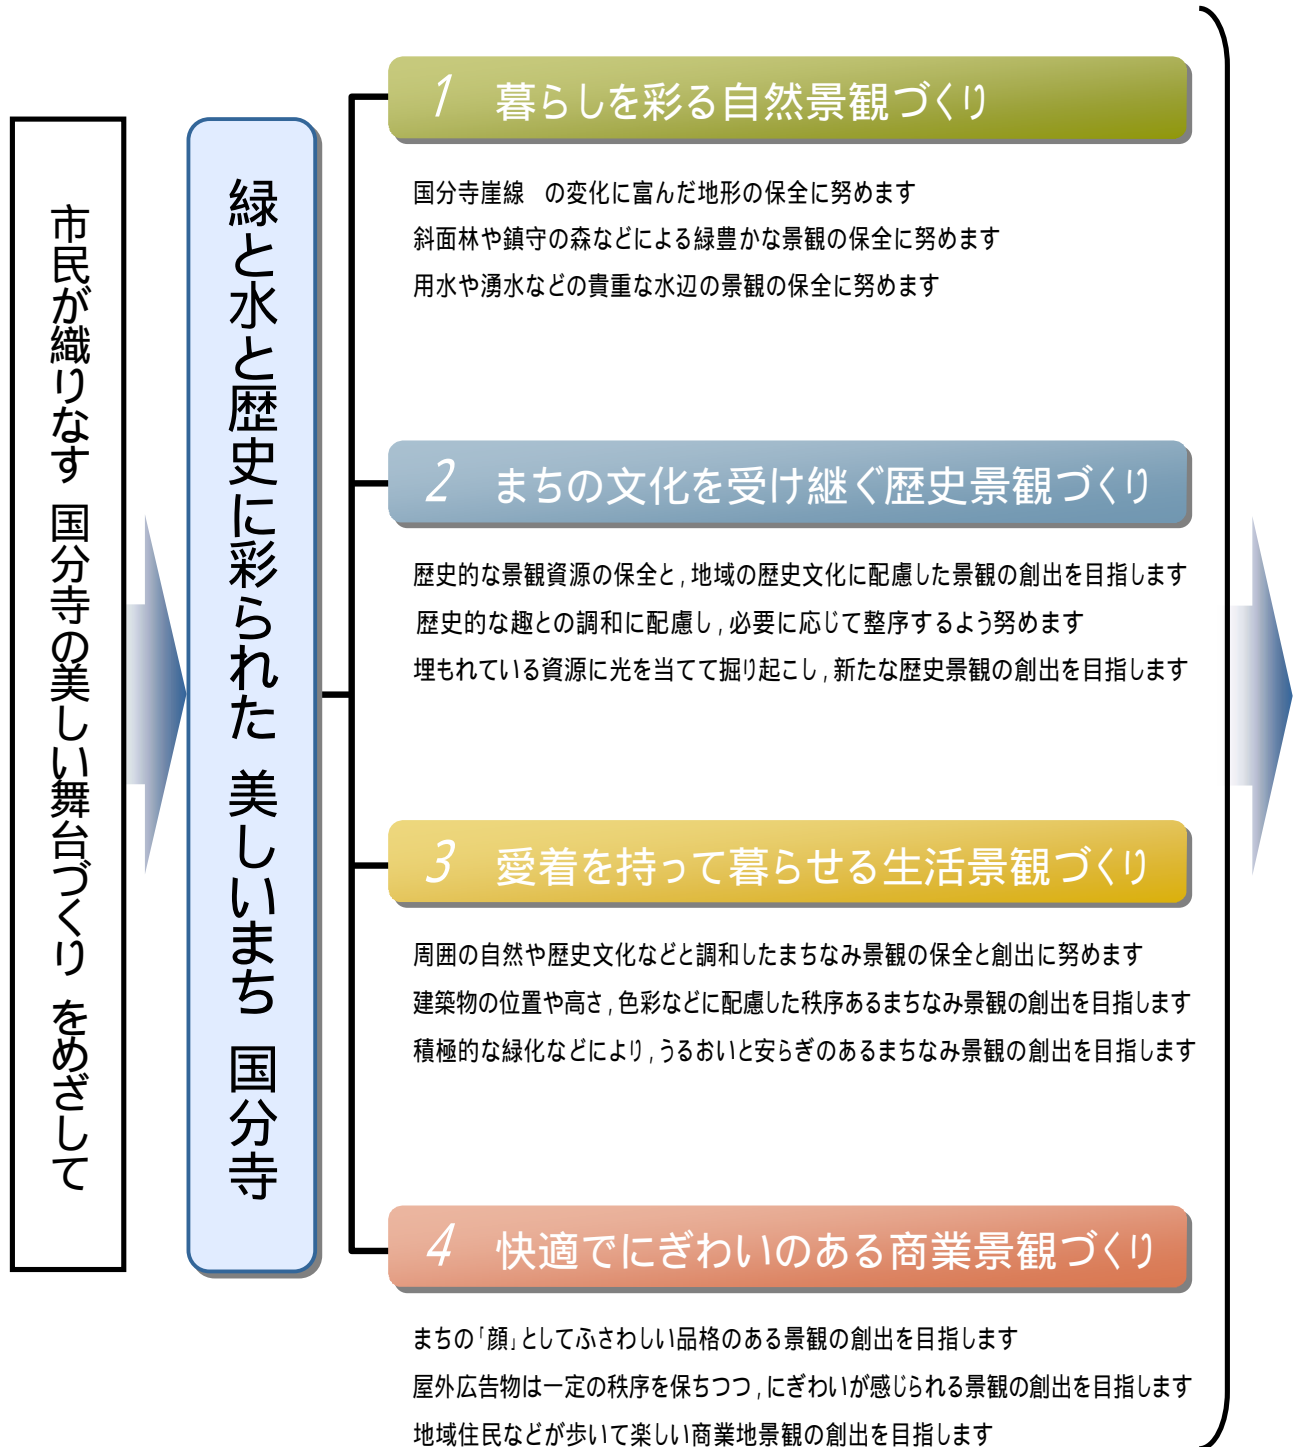 市民が織りなす 国分寺の美しい舞台づくり をめざして
緑と水と歴史に彩られた 美しいまち 国分寺
1 暮らしを彩る自然景観づくり
国分寺崖線 の変化に富んだ地形の保全に努めます
斜面林や鎮守の森などによる緑豊かな景観の保全に努めます
用水や湧水などの貴重な水辺の景観の保全に努めます
2 まちの文化を受け継ぐ歴史景観づくり
歴史的な景観資源の保全と,地域の歴史文化に配慮した景観の創出を目指します
歴史的な趣との調和に配慮し,必要に応じて整序するよう努めます
埋もれている資源に光を当てて掘り起こし,新たな歴史景観の創出を目指します
3 愛着を持って暮らせる生活景観づくり
周囲の自然や歴史文化などと調和したまちなみ景観の保全と創出に努めます
建築物の位置や高さ,色彩などに配慮した秩序あるまちなみ景観の創出を目指します
積極的な緑化などにより,うるおいと安らぎのあるまちなみ景観の創出を目指します
4 快適でにぎわいのある商業景観づくり
まちの「顔」としてふさわしい品格のある景観の創出を目指します
屋外広告物は一定の秩序を保ちつつ,にぎわいが感じられる景観の創出を目指します
地域住民などが歩いて楽しい商業地景観の創出を目指します